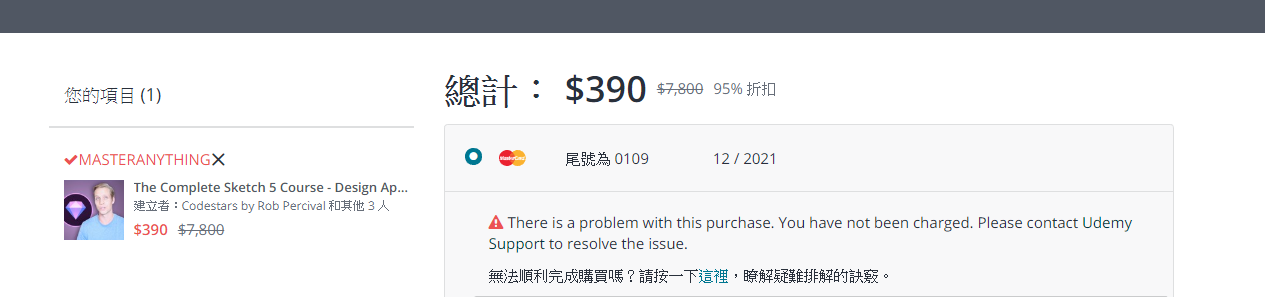 您的項目 (1)
MASTERANYTHING
The Complete Sketch 5 Course - Design Ap...
建立者：Codestars by Rob Percival 和其他 3 人
$390 $7,800
總計： $390 $7,800 95% 折扣
MasterCard 尾號為 0109 12 / 2021
There is a problem with this purchase. You have not been charged. Please contact Udemy
Support to resolve the issue.
無法順利完成購買嗎？請按一下這裡，瞭解疑難排解的訣竅。